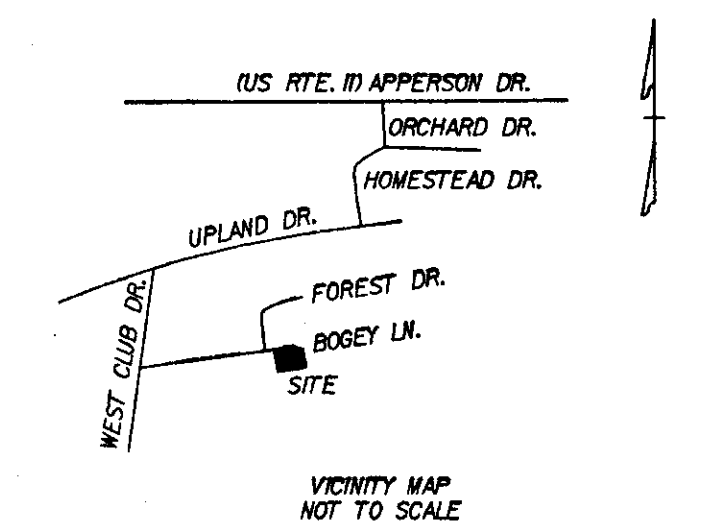 (US RTE. 11) APPERSON DR.
ORCHARD DR.
HOMESTEAD DR.
UPLAND DR.
FOREST DR.
WEST CLUB DR.
BOGEY LN.
SITE
VICINITY MAP
NOT TO SCALE